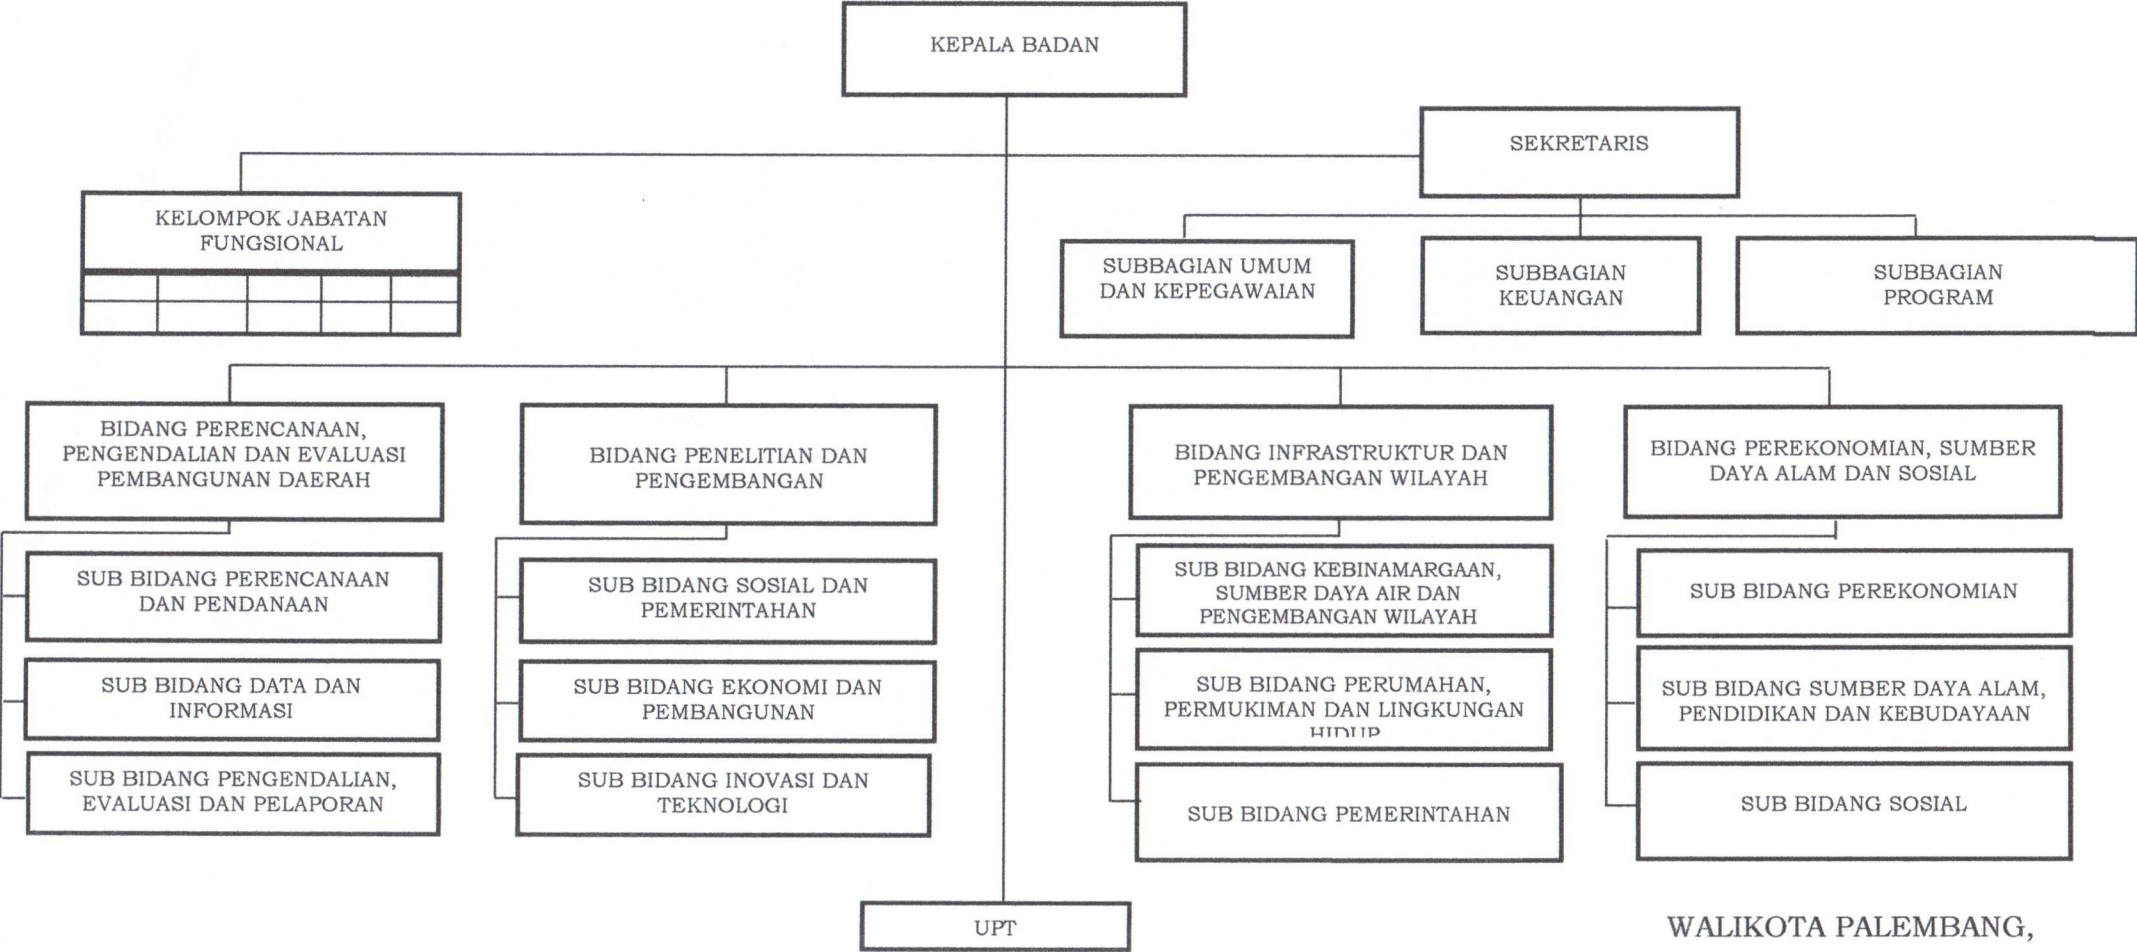 KEPALA BADAN
SEKRETARIS
KELOMPOK JABATAN
FUNGSIONAL
SUBBAGIAN UMUM
DAN KEPEGAWAIAN
SUBBAGIAN
KEUANGAN
SUBBAGIAN
PROGRAM
BIDANG PERENCANAAN,
PENGENDALIAN DAN EVALUASI
PEMBANGUNAN DAERAH
BIDANG PENELITIAN DAN
PENGEMBANGAN
BIDANG INFRASTRUKTUR DAN
PENGEMBANGAN WILAYAH
BIDANG PEREKONOMIAN, SUMBER
DAYA ALAM DAN SOSIAL
SUB BIDANG PERENCANAAN
DAN PENDANAAN
SUB BIDANG DATA DAN
INFORMASI
SUB BIDANG PENGENDALIAN,
EVALUASI DAN PELAPORAN
SUB BIDANG SOSIAL DAN
PEMERINTAHAN
SUB BIDANG EKONOMI DAN
PEMBANGUNAN
SUB BIDANG INOVASI DAN
TEKNOLOGI
SUB BIDANG KEBINAMARGAAN,
SUMBER DAYA AIR DAN
PENGEMBANGAN WILAYAH
SUB BIDANG PERUMAHAN,
PERMUKIMAN DAN LINGKUNGAN
HIDUP
SUB BIDANG PEMERINTAHAN
SUB BIDANG PEREKONOMIAN
SUB BIDANG SUMBER DAYA ALAM,
PENDIDIKAN DAN KEBUDAYAAN
SUB BIDANG SOSIAL
UPT
WALIKOTA PALEMBANG,